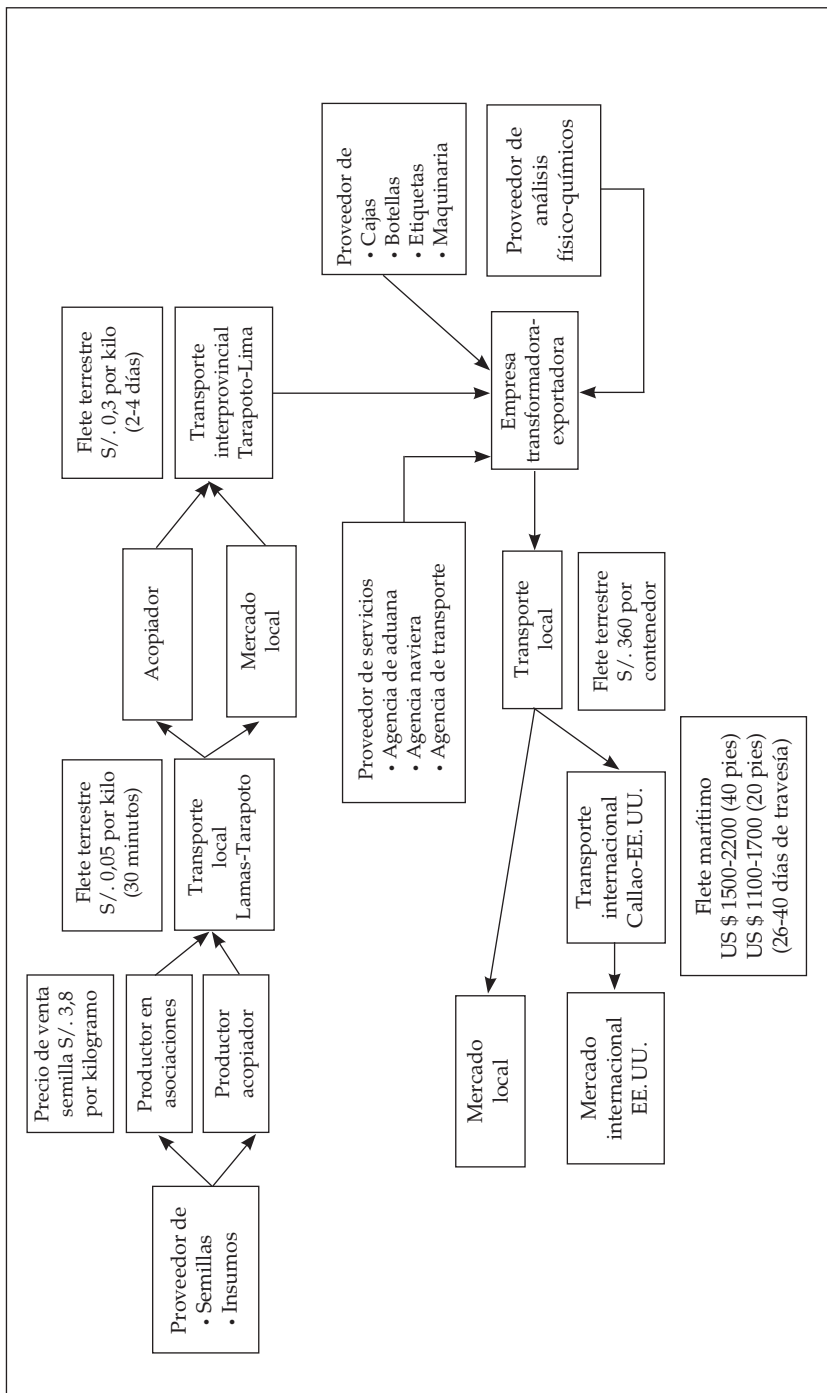 Proveedor de
• Semillas
• Insumos
Precio de venta
semilla S/. 3,8
por kilogramo
Productor en
asociaciones
Productor
acopiador
Flete terrestre
S/. 0,05 por kilo
(30 minutos)
Transporte
local
Lamas-Tarapoto
Acopiador
Mercado
local
Flete terrestre
S/. 0,3 por kilo
(2-4 días)
Transporte
interprovincial
Tarapoto-Lima
Proveedor de servicios
• Agencia de aduana
• Agencia naviera
• Agencia de transporte
Proveedor de
• Cajas
• Botellas
• Etiquetas
• Maquinaria
Proveedor de
análisis
físico-químicos
Empresa
transformadora-
exportadora
Transporte
local
Flete terrestre
S/. 360 por
contenedor
Mercado
local
Transporte
internacional
Callao-EE. UU.
Mercado
internacional
EE. UU.
Flete marítimo
US $ 1500-2200 (40 pies)
US $ 1100-1700 (20 pies)
(26-40 días de travesía)